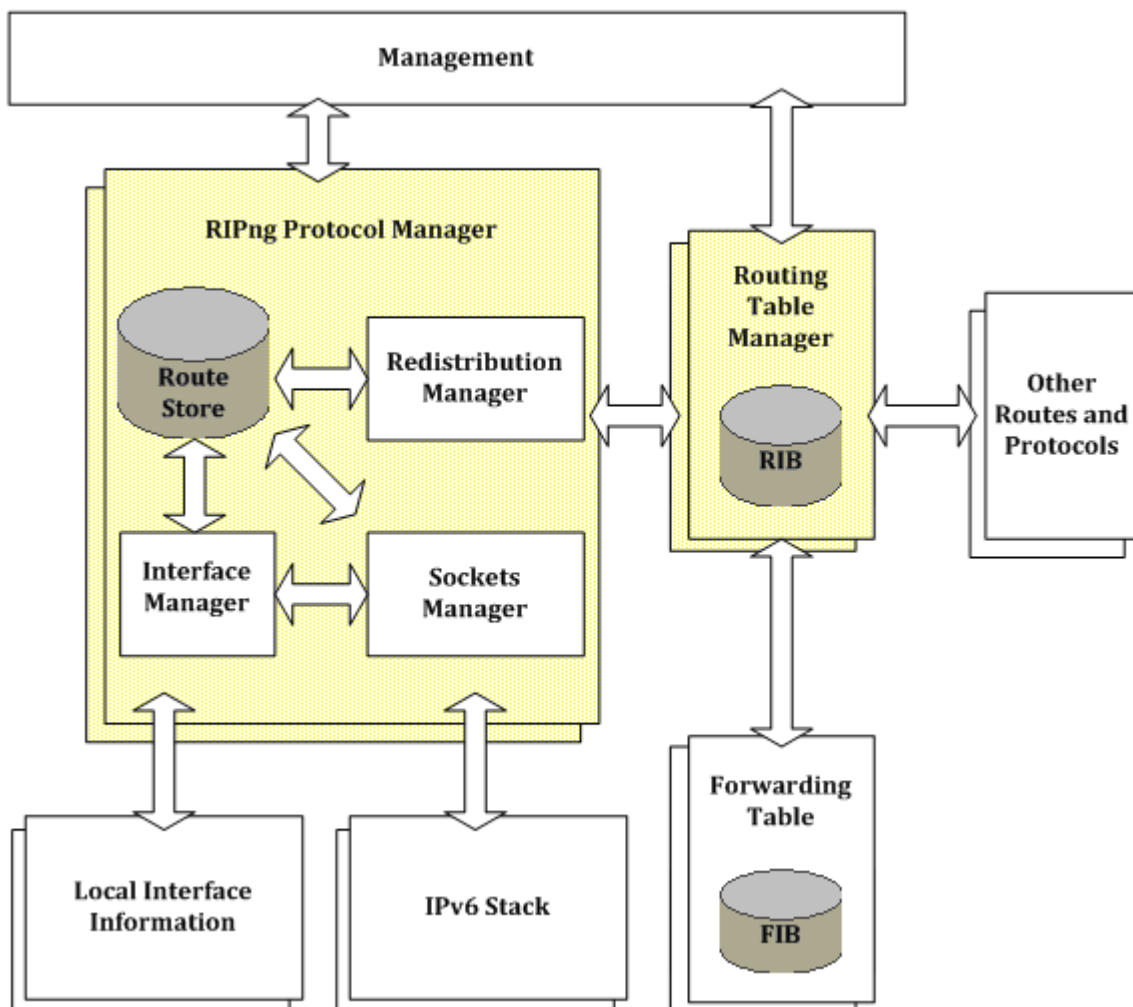 Management
RIPng Protocol Manager
Route
Store
Redistribution
Manager
Interface
Manager
Sockets
Manager
Routing
Table
Manager
RIB
Other
Routes and
Protocols
Local Interface
Information
IPv6 Stack
Forwarding
Table
FIB